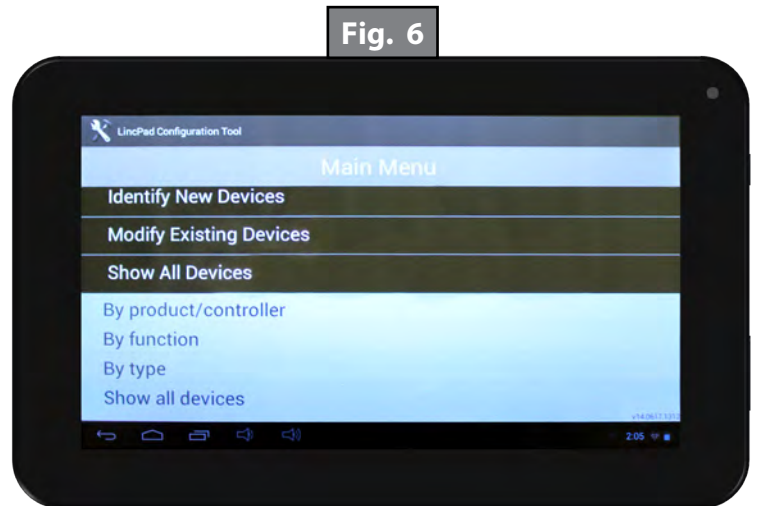 Fig. 6
LincPad Configuration Tool
Main Menu
Identify New Devices
Modify Existing Devices
Show All Devices
By product/controller
By function
By type
Show all devices
2:05